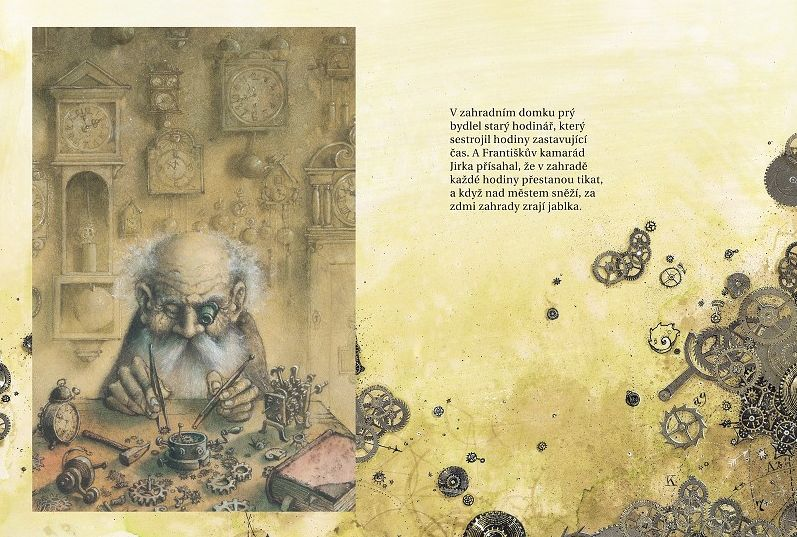 V zahradním domku prý
bydlel starý hodinář, který
sestrojil hodiny zastavující
čas. A Františkův kamarád
Jirka přísahal, že v zahradě
každé hodiny přestanou tikat,
a když nad městem sněží, za
zdmi zahrady zrají jablka.